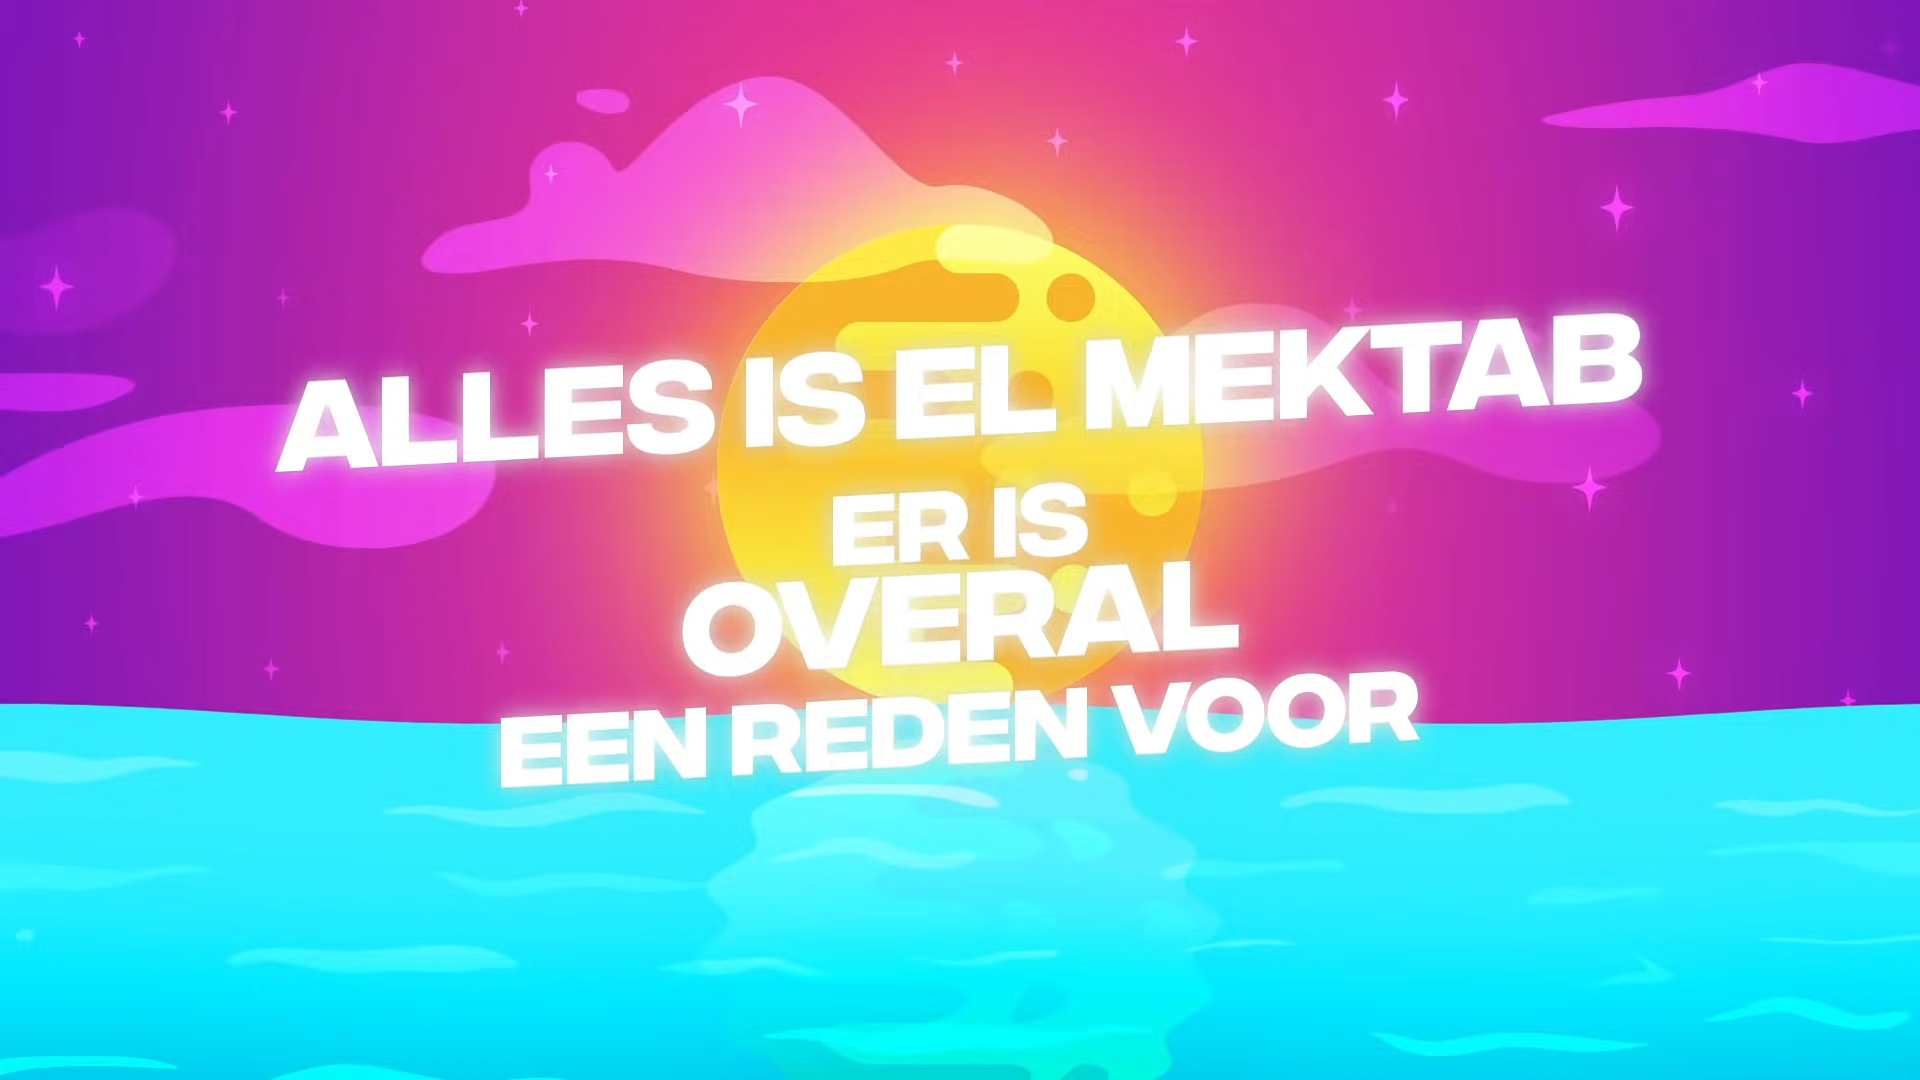 ALLES IS EL MEKTAB
ER IS
OVERAL
EEN REDEN VOOR